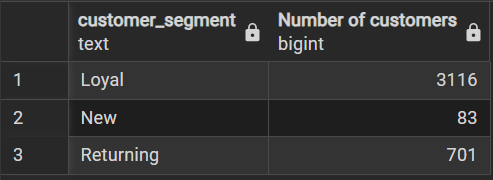 customer_segment Number of customers
text bigint
1 Loyal 3116
2 New 83
3 Returning 701